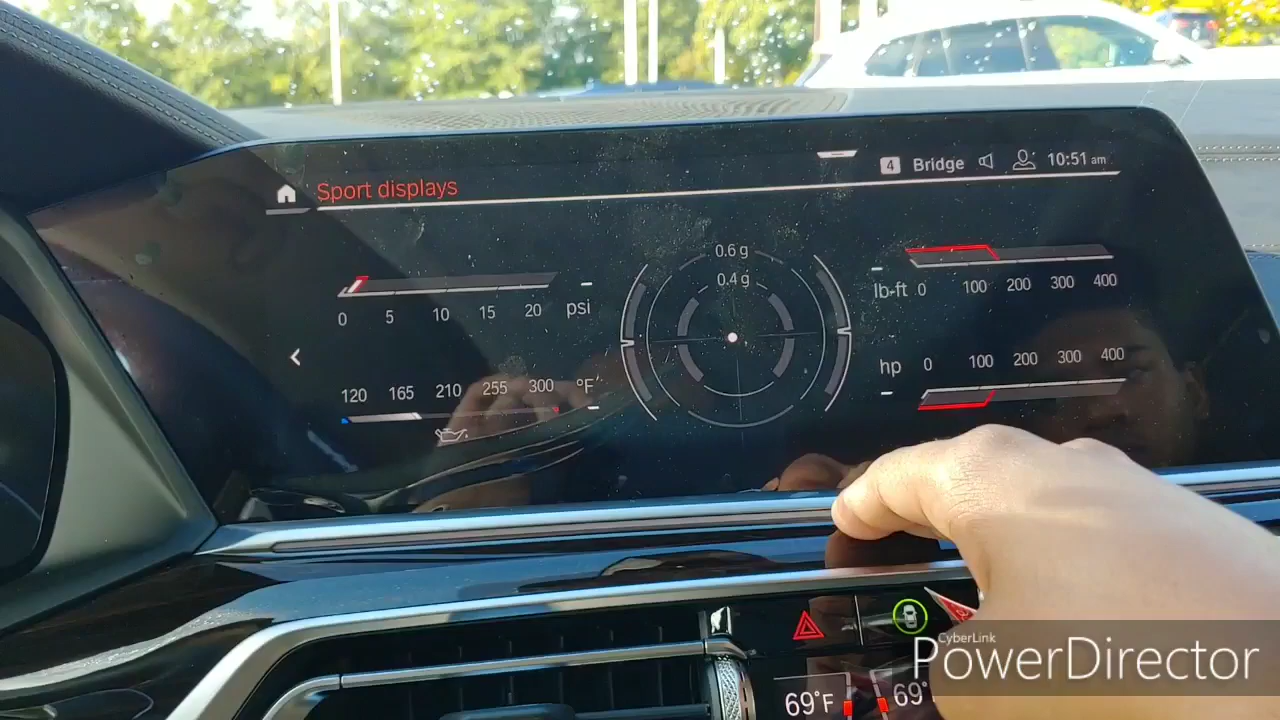 Sport displays
4 Bridge 10:51 am
0 5 10 15 20 psi
120 165 210 255 300 °F
0.6 g
0.4 g
lb-ft 0 100 200 300 400
hp 0 100 200 300 400
69°F
69°
CyberLink
PowerDirector